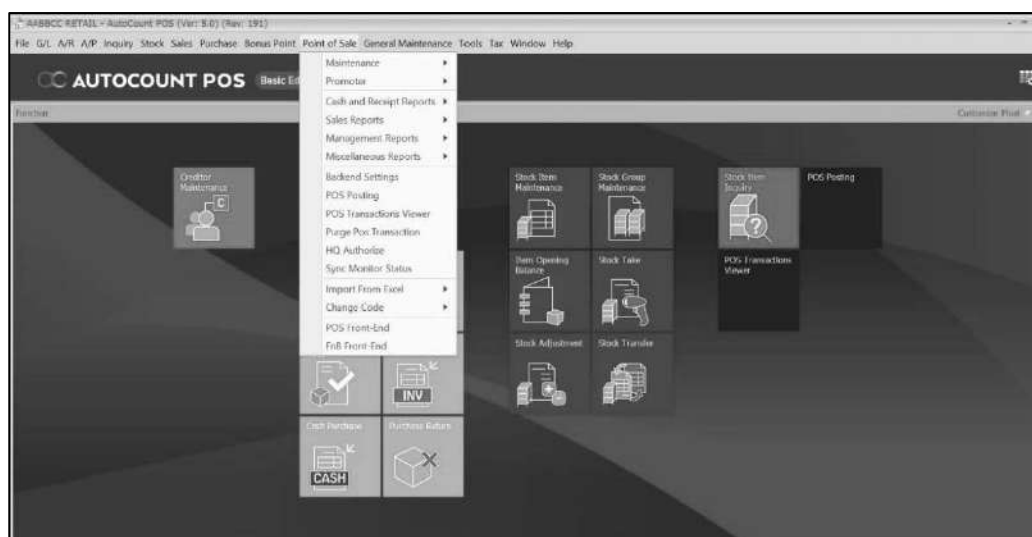 AABBCC RETAIL - AutoCount POS (Ver: 5.0) (Rev: 191)
File G/L A/R A/P Inquiry Stock Sales Purchase Bonus Point Point of Sale General Maintenance Tools Tax Window Help
AUTOCOUNT POS Basic Ed
Function
Customize Pixel
Maintenance
Promoter
Cash and Receipt Reports
Sales Reports
Management Reports
Miscellaneous Reports
Backend Settings
POS Posting
POS Transactions Viewer
Purge Pos Transaction
HQ Authorize
Sync Monitor Status
Import From Excel
Change Code
POS Front-End
FnB Front-End
Creditor
Maintenance
C
INV
Cash Purchase
CASH
Purchase Return
Stock Item
Maintenance
Stock Group
Maintenance
Item Opening
Balance
Stock Take
Stock Adjustment
Stock Transfer
Stock Item
Inquiry
POS Posting
POS Transactions
Viewer